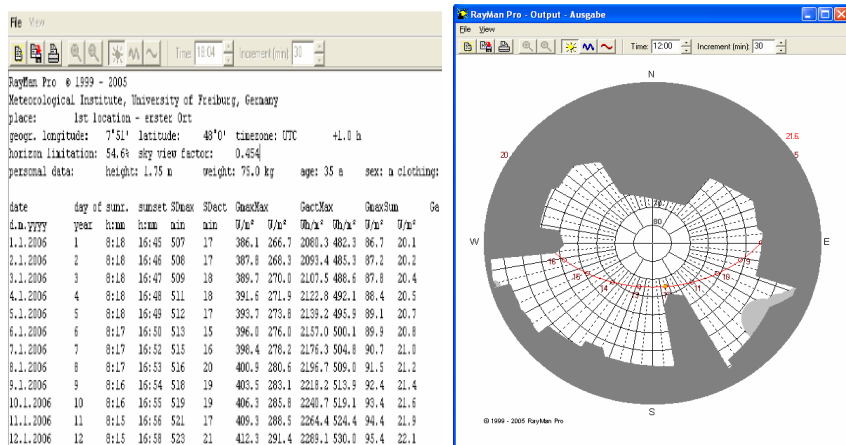 File View
Time: 18:04 Increment (min): 30
RayMan Pro © 1999 - 2005
Meteorological Institute, University of Freiburg, Germany
place: 1st location - erster Ort
geogr. longitude: 7°51' latitude: 48°0' timezone: UTC +1.0 h
horizon limitation: 54.6% sky view factor: 0.454
personal data: height: 1.75 m weight: 75.0 kg age: 35 a sex: m clothing:
date day of sunr. sunset SDmax SDact GmaxMax GactMax GmaxSun Ga
d.m.yyyy year h:mm h:mm min min W/m² W/m² Wh/m² Wh/m² W/m² W/m²
1.1.2006 1 8:18 16:45 507 17 386.1 266.7 2080.3 482.3 86.7 20.1
2.1.2006 2 8:18 16:46 508 17 387.8 268.3 2093.4 485.3 87.2 20.2
3.1.2006 3 8:18 16:47 509 18 389.7 270.0 2107.5 488.6 87.8 20.4
4.1.2006 4 8:18 16:48 511 18 391.6 271.9 2122.8 492.1 88.4 20.5
5.1.2006 5 8:18 16:49 512 17 393.7 273.8 2139.2 495.9 89.1 20.7
6.1.2006 6 8:17 16:50 513 15 396.0 276.0 2157.0 500.1 89.9 20.8
7.1.2006 7 8:17 16:52 515 16 398.4 278.2 2176.3 504.8 90.7 21.0
8.1.2006 8 8:17 16:53 516 20 400.9 280.6 2196.7 509.0 91.5 21.2
9.1.2006 9 8:16 16:54 518 19 403.5 283.1 2218.2 513.9 92.4 21.4
10.1.2006 10 8:16 16:55 519 19 406.3 285.8 2240.7 519.1 93.4 21.6
11.1.2006 11 8:15 16:56 521 17 409.3 288.5 2264.4 524.4 94.4 21.9
12.1.2006 12 8:15 16:58 523 21 412.3 291.4 2289.1 530.0 95.4 22.1
RayMan Pro - Output - Ausgabe
File View
Time: 12:00 Increment (min): 30
N
21.6.
20
5
80
W
E
16
15
14
13
11
10
9
S
© 1999 - 2005 RayMan Pro